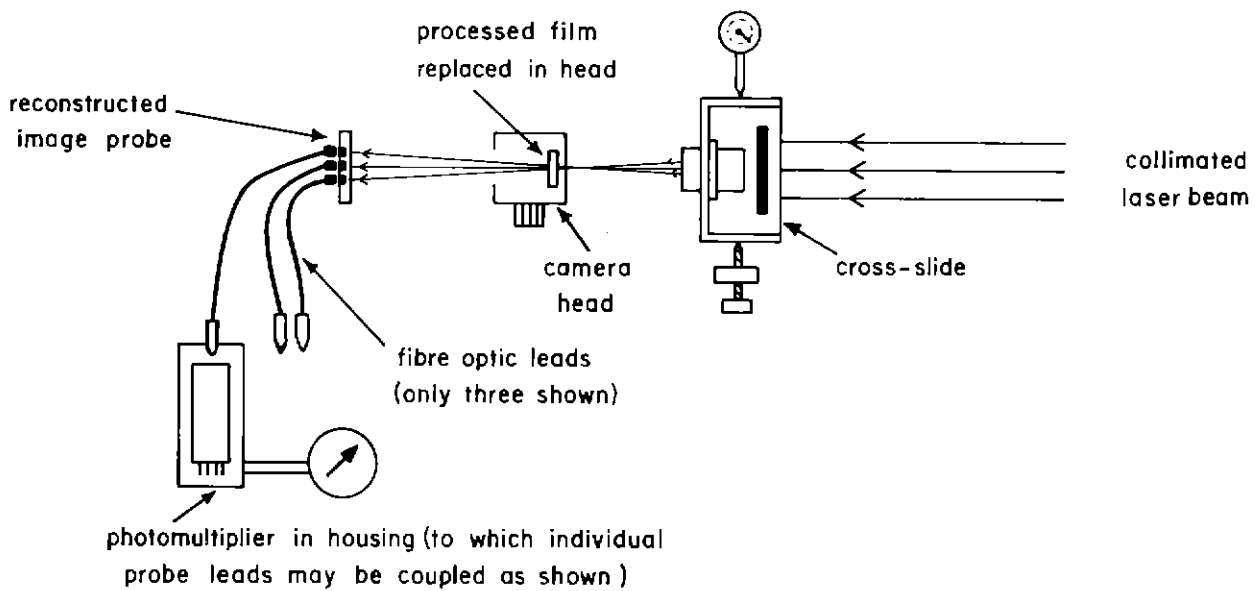 processed film
replaced in head
reconstructed
image probe
collimated
laser beam
cross-slide
camera
head
fibre optic leads
(only three shown)
photomultiplier in housing (to which individual
probe leads may be coupled as shown)